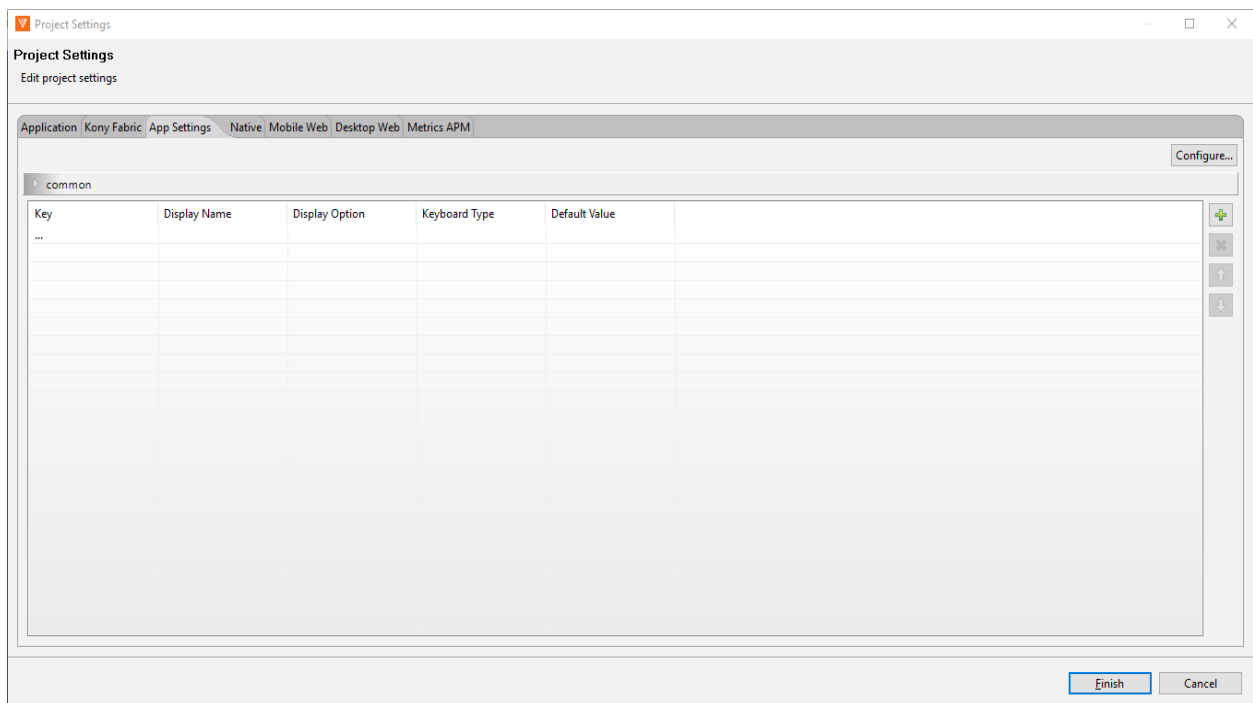 Project Settings
Project Settings
Edit project settings
Application Kony Fabric App Settings Native Mobile Web Desktop Web Metrics APM
Configure...
common
Key Display Name Display Option Keyboard Type Default Value
...
Finish Cancel